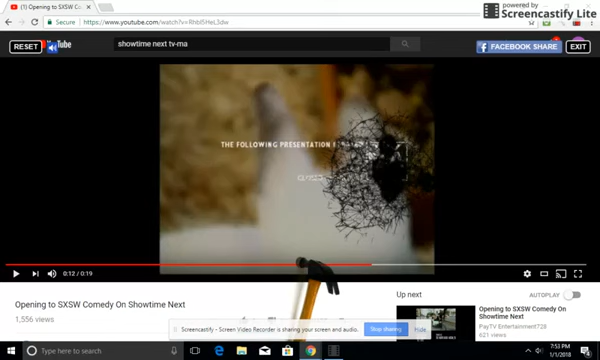 Opening to SXSW C
powered by
Screencastify Lite
Secure
https://www.youtube.com/watch?v=RhbI5HeI_3dw
RESET
Tube
showtime next tv-ma
FACEBOOK SHARE
EXIT
THE FOLLOWING PRESENTATION
0:12 / 0:19
Opening to SXSW Comedy On Showtime Next
1,556 views
Up next
AUTOPLAY
Opening to SXSW Comedy On
Showtime Next
PayTV Entertainment728
621 views
Screencastify - Screen Video Recorder is sharing your screen and audio.
Stop sharing
Hide
Type here to search
7:53 PM
1/1/2018